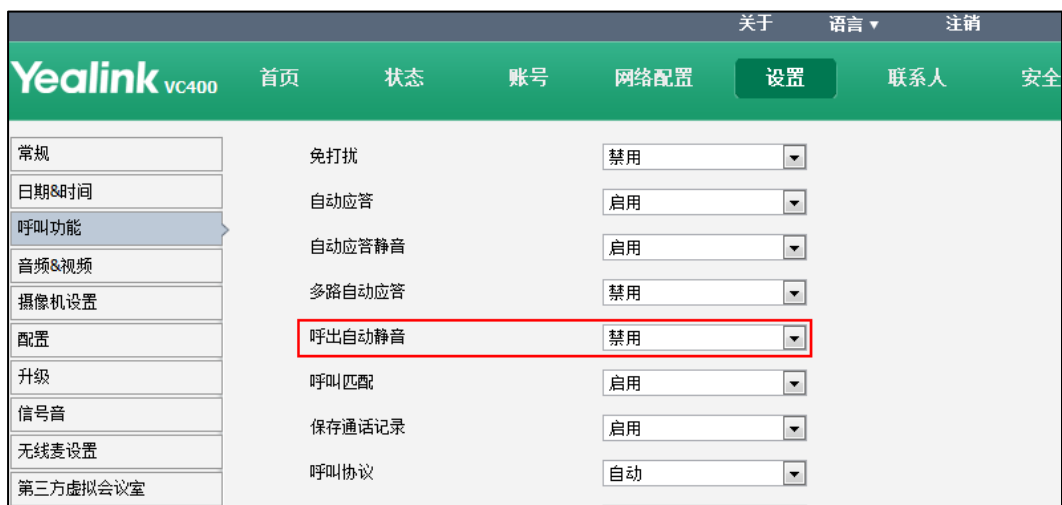 关于 语言 ▼ 注销
Yealink VC400 首页 状态 账号 网络配置 设置 联系人 安全
常规
日期&时间
呼叫功能
音频&视频
摄像机设置
配置
升级
信号音
无线麦设置
第三方虚拟会议室
免打扰 禁用
自动应答 启用
自动应答静音 启用
多路自动应答 禁用
呼出自动静音 禁用
呼叫匹配 启用
保存通话记录 启用
呼叫协议 自动